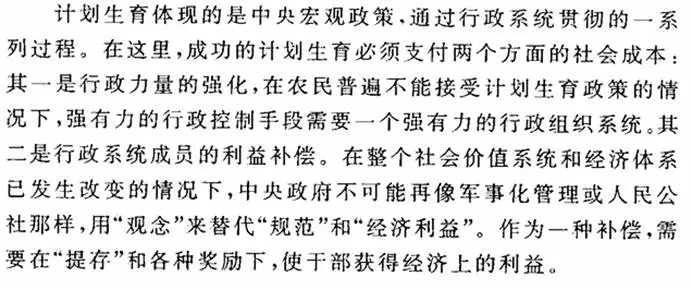 计划生育体现的是中央宏观政策，通过行政系统贯彻的一系
列过程。在这里，成功的计划生育必须支付两个方面的社会成本：
其一是行政力量的强化，在农民普遍不能接受计划生育政策的情
况下，强有力的行政控制手段需要一个强有力的行政组织系统。其
二是行政系统成员的利益补偿。在整个社会价值系统和经济体系
已发生改变的情况下，中央政府不可能再像军事化管理或人民公
社那样，用“观念”来替代“规范”和“经济利益”。作为一种补偿，需
要在“提存”和各种奖励下，使干部获得经济上的利益。